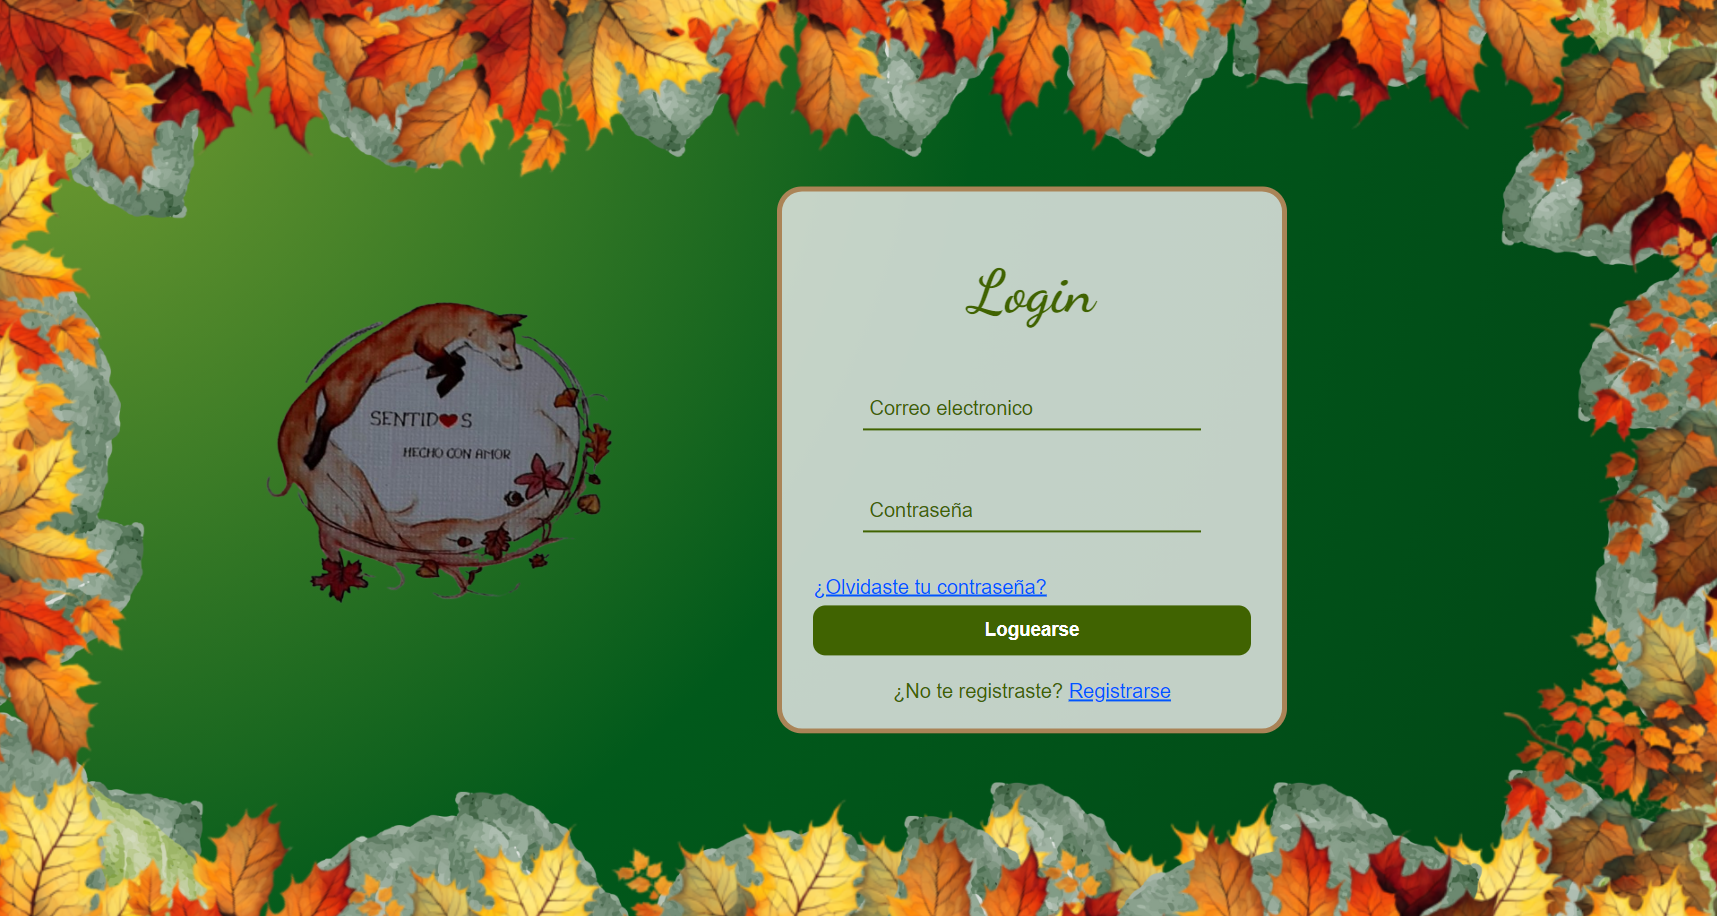 SENTID❤S
HECHO CON AMOR
Login
Correo electronico
Contraseña
¿Olvidaste tu contraseña?
Loguearse
¿No te registraste? Registrarse